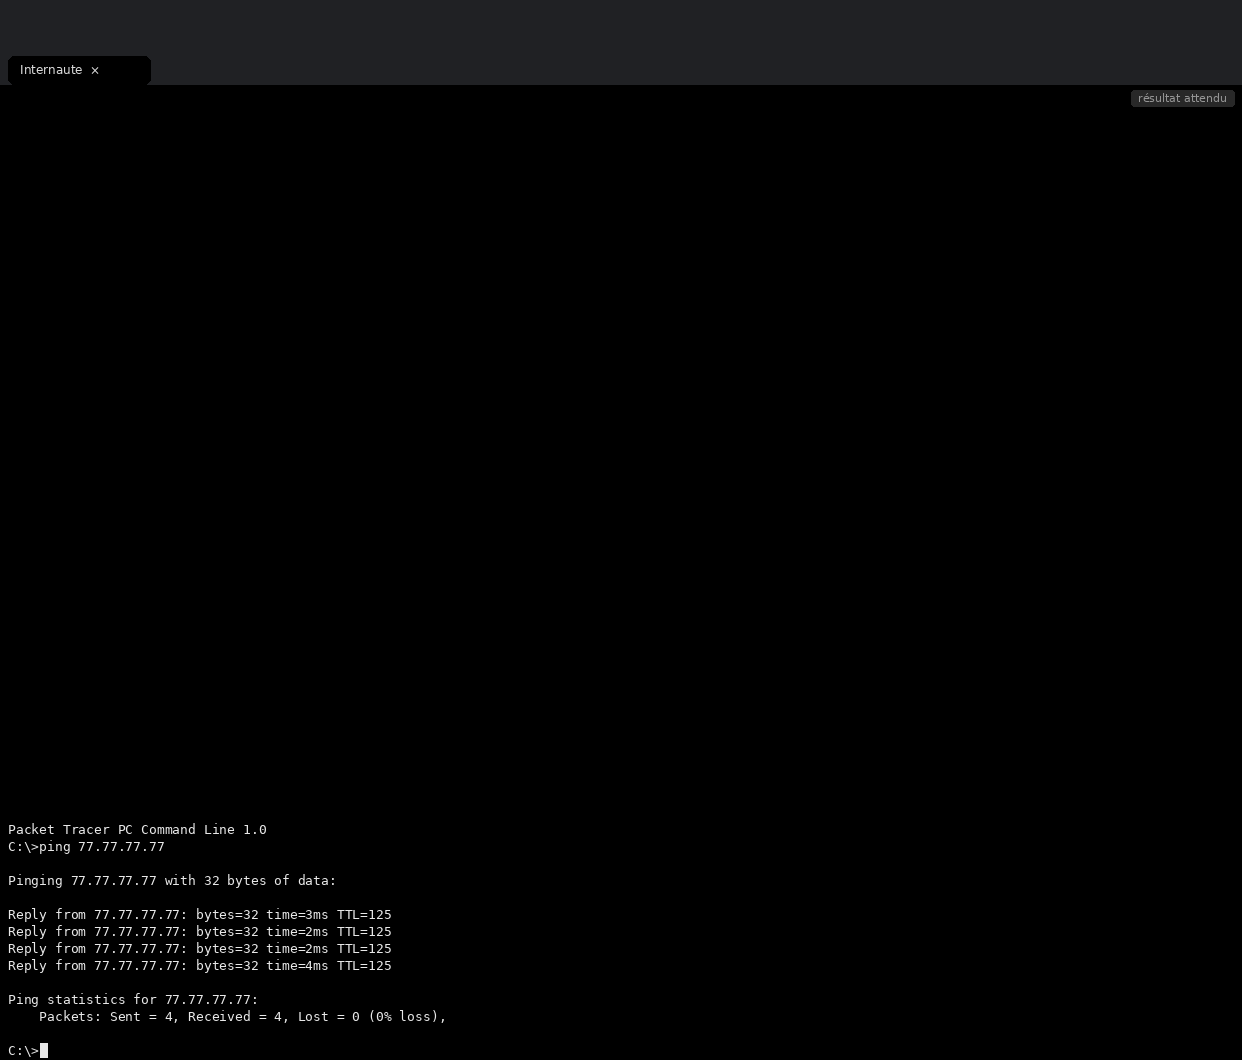 Internaute ×
résultat attendu
Packet Tracer PC Command Line 1.0
C:\>ping 77.77.77.77
Pinging 77.77.77.77 with 32 bytes of data:
Reply from 77.77.77.77: bytes=32 time=3ms TTL=125
Reply from 77.77.77.77: bytes=32 time=2ms TTL=125
Reply from 77.77.77.77: bytes=32 time=2ms TTL=125
Reply from 77.77.77.77: bytes=32 time=4ms TTL=125
Ping statistics for 77.77.77.77:
    Packets: Sent = 4, Received = 4, Lost = 0 (0% loss),
C:\>